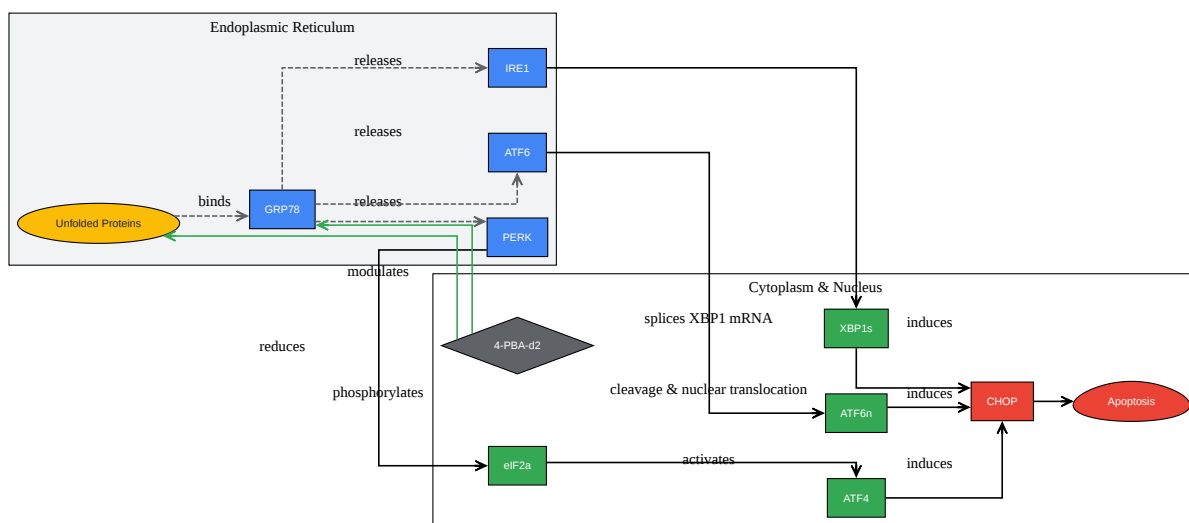 Endoplasmic Reticulum
releases
IRE1
releases
ATF6
binds
GRP78
releases
Unfolded Proteins
PERK
modulates
Cytoplasm & Nucleus
splices XBP1 mRNA
XBP1s
induces
reduces
4-PBA-d2
phosphorylates
cleavage & nuclear translocation
induces
ATF6n
CHOP
Apoptosis
eIF2a
activates
induces
ATF4